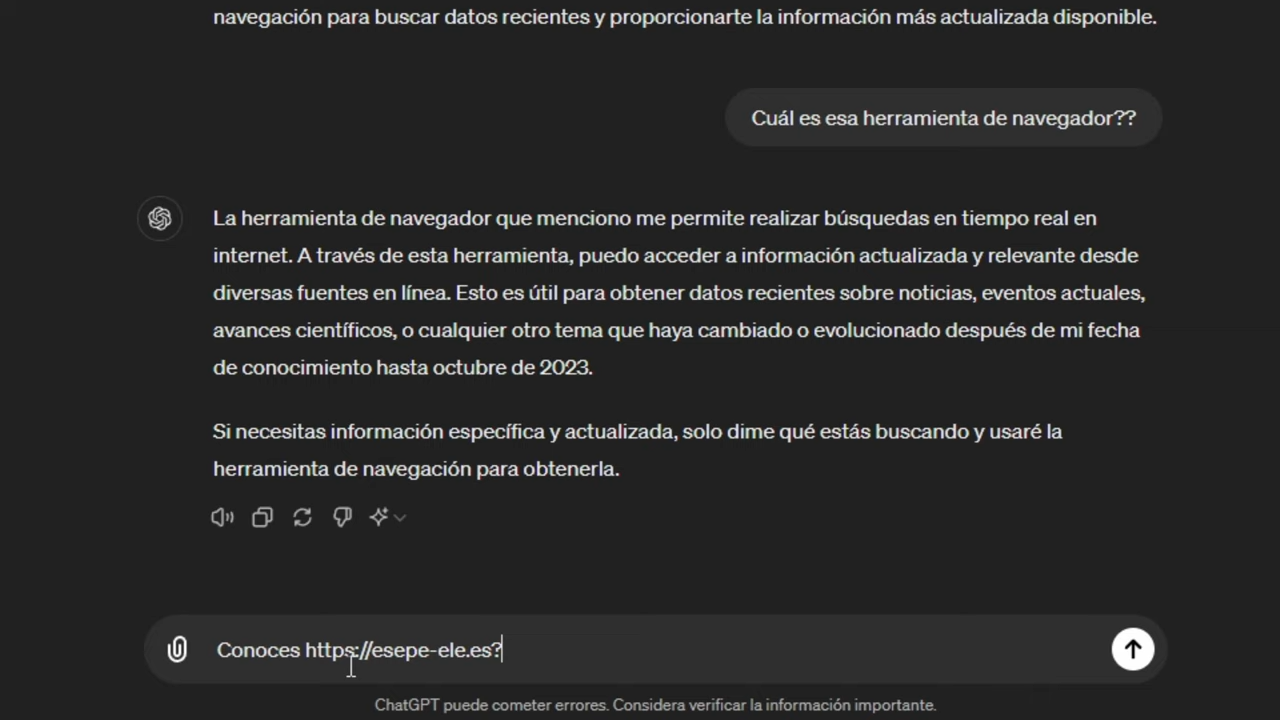 navegación para buscar datos recientes y proporcionarte la información más actualizada disponible.
Cuál es esa herramienta de navegador??
La herramienta de navegador que menciono me permite realizar búsquedas en tiempo real en
internet. A través de esta herramienta, puedo acceder a información actualizada y relevante desde
diversas fuentes en línea. Esto es útil para obtener datos recientes sobre noticias, eventos actuales,
avances científicos, o cualquier otro tema que haya cambiado o evolucionado después de mi fecha
de conocimiento hasta octubre de 2023.
Si necesitas información específica y actualizada, solo dime qué estás buscando y usaré la
herramienta de navegación para obtenerla.
Conoces https://esepe-ele.es?
ChatGPT puede cometer errores. Considera verificar la información importante.